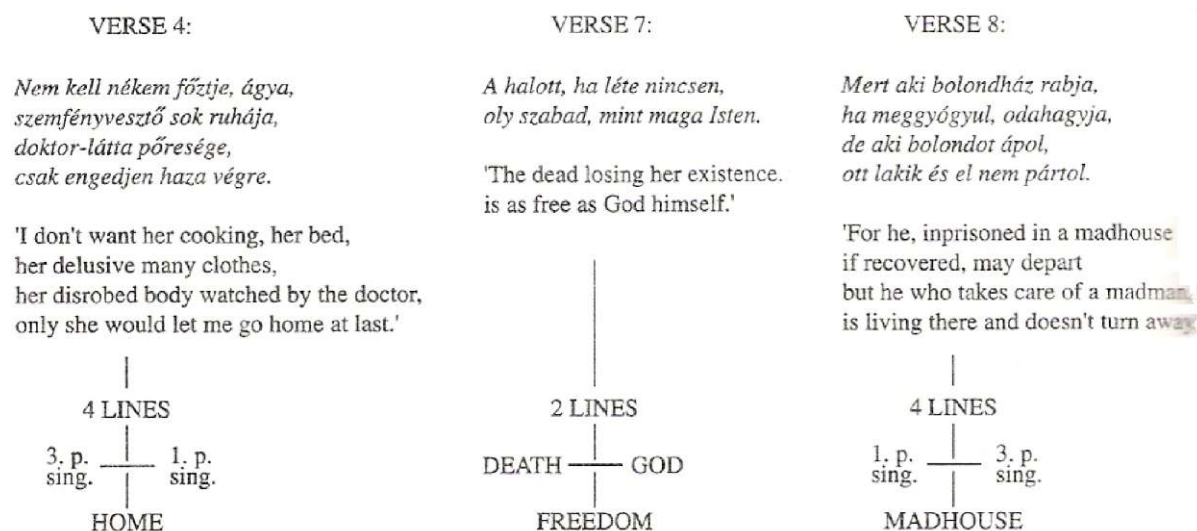 VERSE 4:
Nem kell nékem főztje, ágya,
szemfényvesztő sok ruhája,
doktor-látta pőresége,
csak engedjen haza végre.
'I don't want her cooking, her bed,
her delusive many clothes,
her disrobed body watched by the doctor,
only she would let me go home at last.'
4 LINES
3. p. sing.
1. p. sing.
HOME
VERSE 7:
A halott, ha léte nincsen,
oly szabad, mint maga Isten.
'The dead losing her existence.
is as free as God himself.'
2 LINES
DEATH
GOD
FREEDOM
VERSE 8:
Mert aki bolondház rabja,
ha meggyógyul, odahagyja,
de aki bolondot ápol,
ott lakik és el nem pártol.
'For he, inprisoned in a madhouse
if recovered, may depart
but he who takes care of a madman,
is living there and doesn't turn away
4 LINES
1. p. sing.
3. p. sing.
MADHOUSE